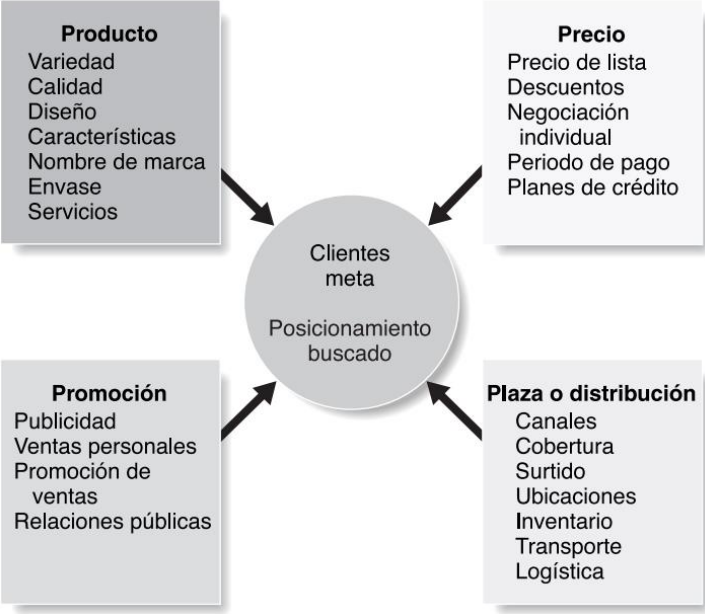 Producto
Variedad
Calidad
Diseño
Características
Nombre de marca
Envase
Servicios
Precio
Precio de lista
Descuentos
Negociación
individual
Periodo de pago
Planes de crédito
Clientes
meta
Posicionamiento
buscado
Promoción
Publicidad
Ventas personales
Promoción de
ventas
Relaciones públicas
Plaza o distribución
Canales
Cobertura
Surtido
Ubicaciones
Inventario
Transporte
Logística